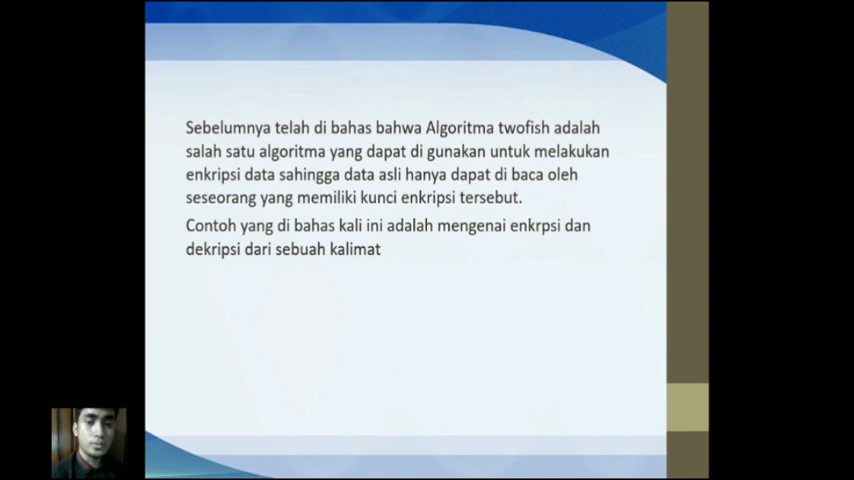 Sebelumnya telah di bahas bahwa Algoritma twofish adalah
salah satu algoritma yang dapat di gunakan untuk melakukan
enkripsi data sahingga data asli hanya dapat di baca oleh
seseorang yang memiliki kunci enkripsi tersebut.
Contoh yang di bahas kali ini adalah mengenai enkrpsi dan
dekripsi dari sebuah kalimat